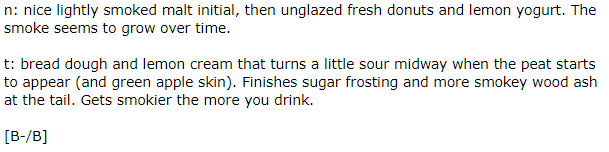 n: nice lightly smoked malt initial, then unglazed fresh donuts and lemon yogurt. The
smoke seems to grow over time.
t: bread dough and lemon cream that turns a little sour midway when the peat starts
to appear (and green apple skin). Finishes sugar frosting and more smokey wood ash
at the tail. Gets smokier the more you drink.
[B-/B]